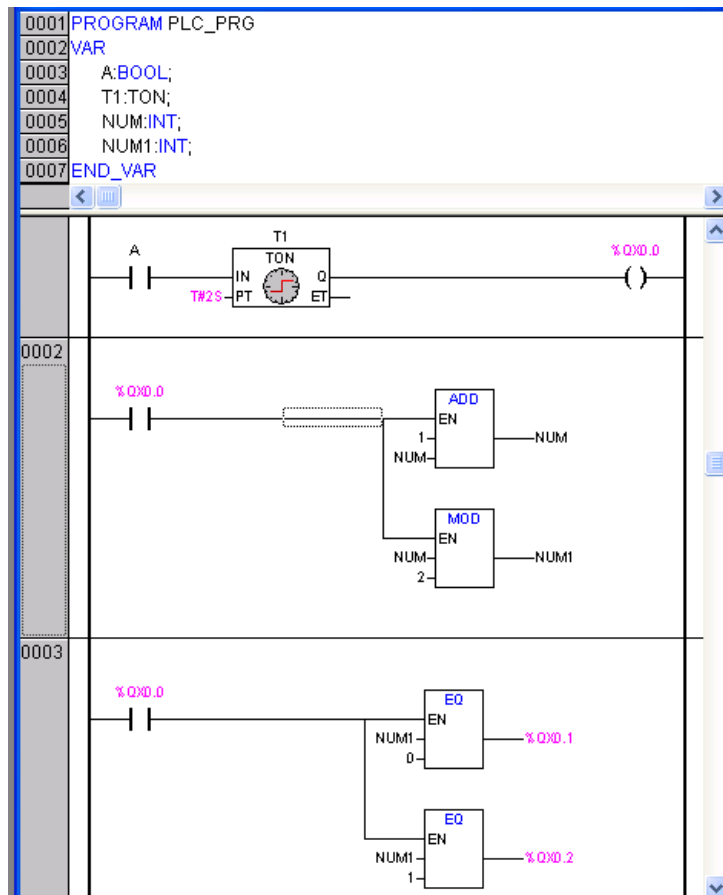 0001 PROGRAM PLC_PRG
0002 VAR
0003 A:BOOL;
0004 T1:TON;
0005 NUM:INT;
0006 NUM1:INT;
0007 END_VAR
T1
A
TON
%QX0.0
IN Q
T#2S PT ET
0002
%QX0.0
ADD
EN
1 NUM
NUM
MOD
EN
NUM NUM1
2
0003
%QX0.0
EQ
EN
NUM1 %QX0.1
0
EQ
EN
NUM1 %QX0.2
1